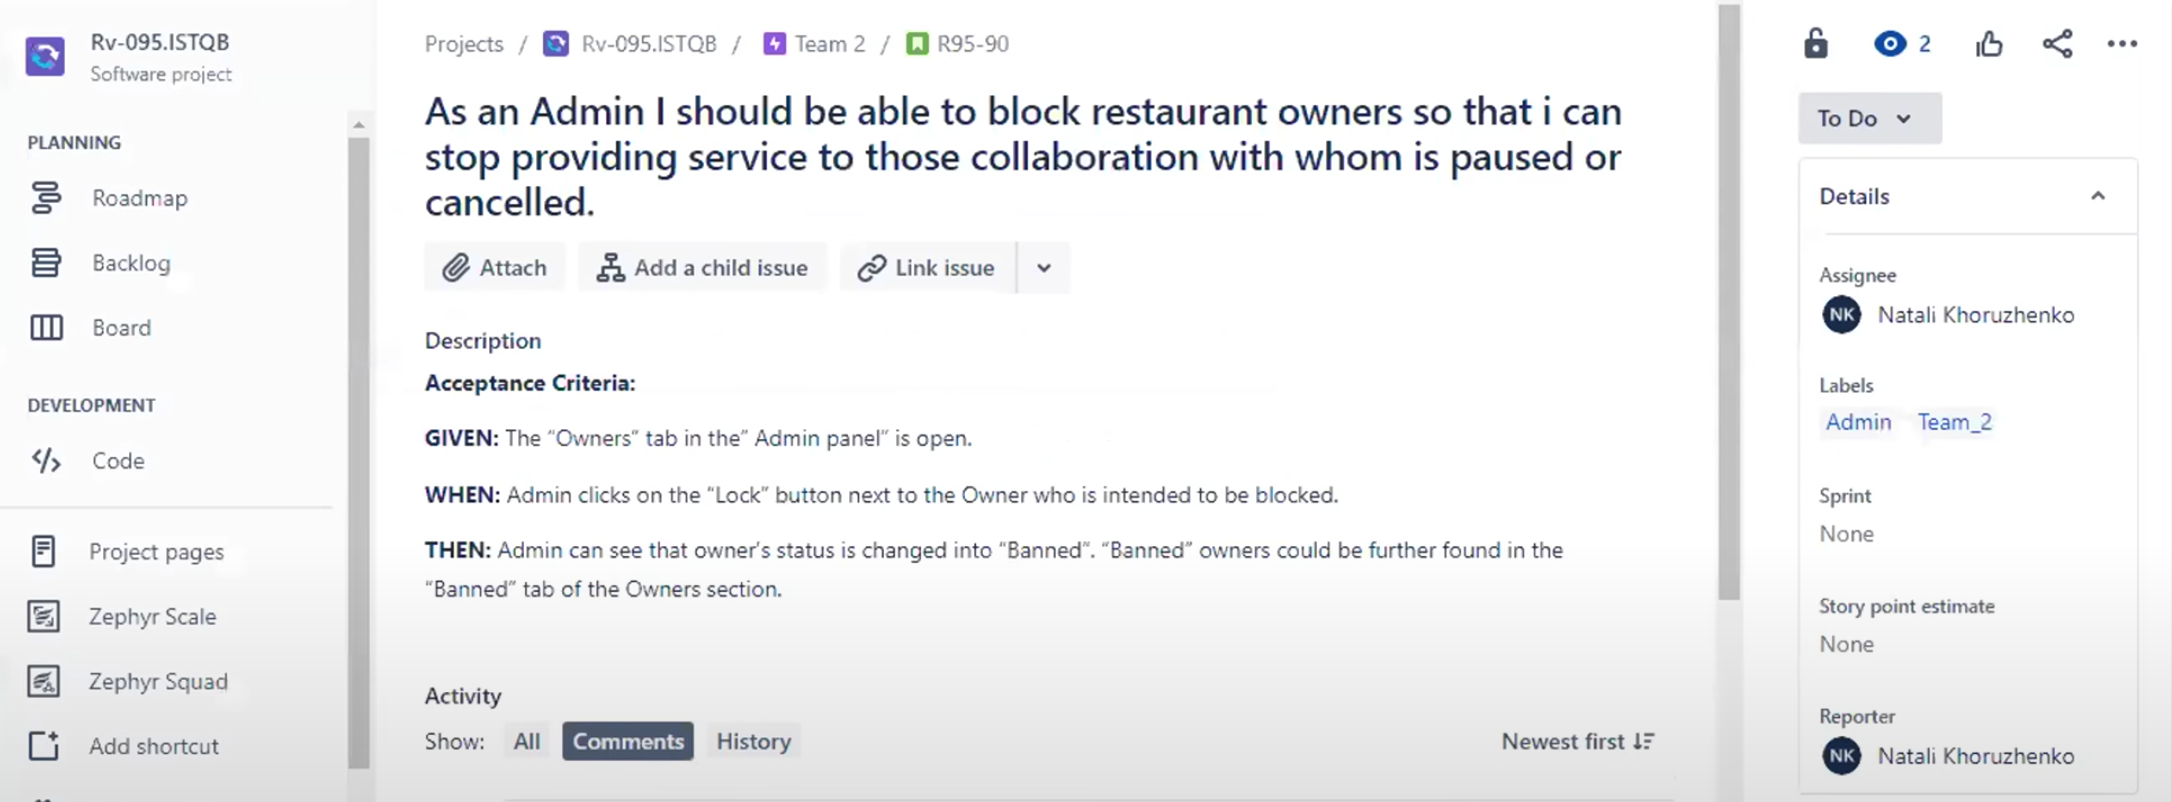 Rv-095.ISTQB
Software project
PLANNING
Roadmap
Backlog
Board
DEVELOPMENT
Code
Project pages
Zephyr Scale
Zephyr Squad
Add shortcut
Projects / Rv-095.ISTQB / Team 2 / R95-90
As an Admin I should be able to block restaurant owners so that i can
stop providing service to those collaboration with whom is paused or
cancelled.
Attach Add a child issue Link issue
Description
Acceptance Criteria:
GIVEN: The “Owners” tab in the” Admin panel” is open.
WHEN: Admin clicks on the “Lock” button next to the Owner who is intended to be blocked.
THEN: Admin can see that owner’s status is changed into “Banned”. “Banned” owners could be further found in the
“Banned” tab of the Owners section.
Activity
Show: All Comments History Newest first
2
To Do
Details
Assignee
NK Natali Khoruzhenko
Labels
Admin Team_2
Sprint
None
Story point estimate
None
Reporter
NK Natali Khoruzhenko